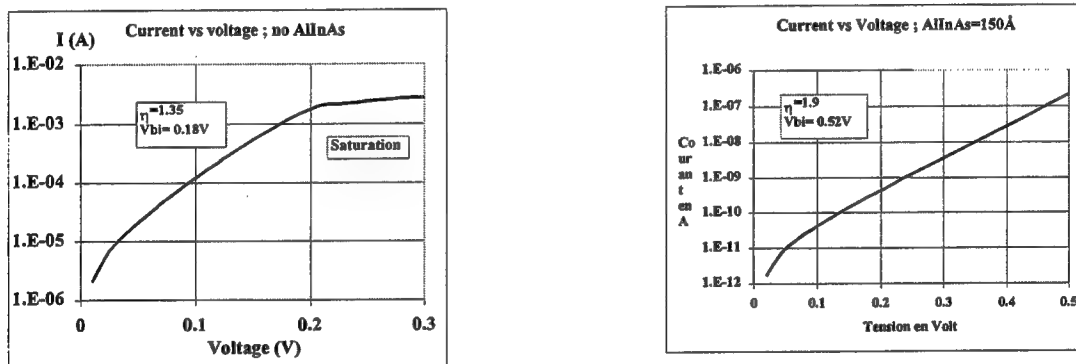 Current vs voltage ; no AlInAs
I (A)
1.E-02
1.E-03
1.E-04
1.E-05
1.E-06
η=1.35
Vbi= 0.18V
Saturation
0
0.1
0.2
0.3
Voltage (V)
Current vs Voltage ; AlInAs=150Å
1.E-06
1.E-07
1.E-08
1.E-09
1.E-10
1.E-11
1.E-12
η=1.9
Vbi= 0.52V
Co
ur
an
t
en
A
0
0.1
0.2
0.3
0.4
0.5
Tension en Volt